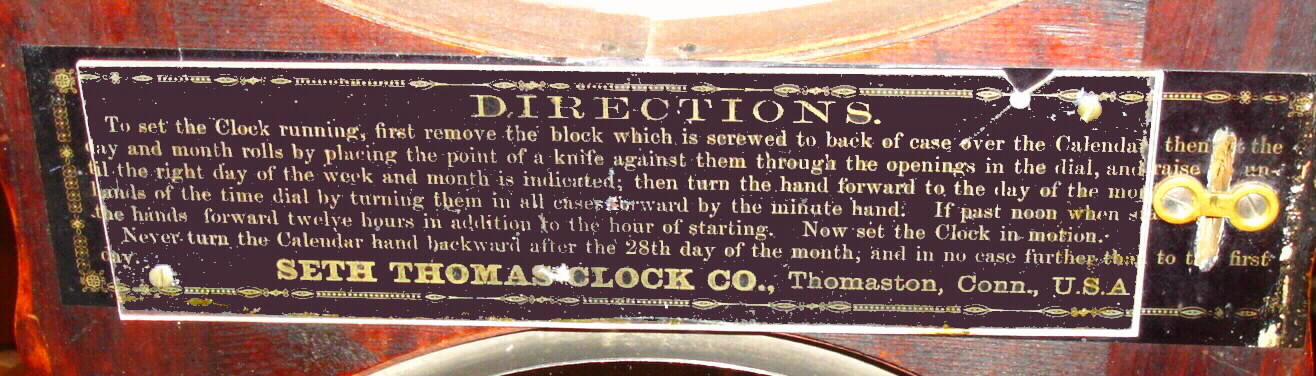 DIRECTIONS.
To set the Clock running, first remove the block which is screwed to back of case over the Calendar then the
day and month rolls by placing the point of a knife against them through the openings in the dial, and raise un-
til the right day of the week and month is indicated; then turn the hand forward to the day of the
hands of the time dial by turning them in all cases forward by the minute hand. If past noon when
the hands forward twelve hours in addition to the hour of starting. Now set the Clock in motion.
Never turn the Calendar hand backward after the 28th day of the month, and in no case further than to the first
day.
SETH THOMAS CLOCK CO., Thomaston, Conn., U.S.A